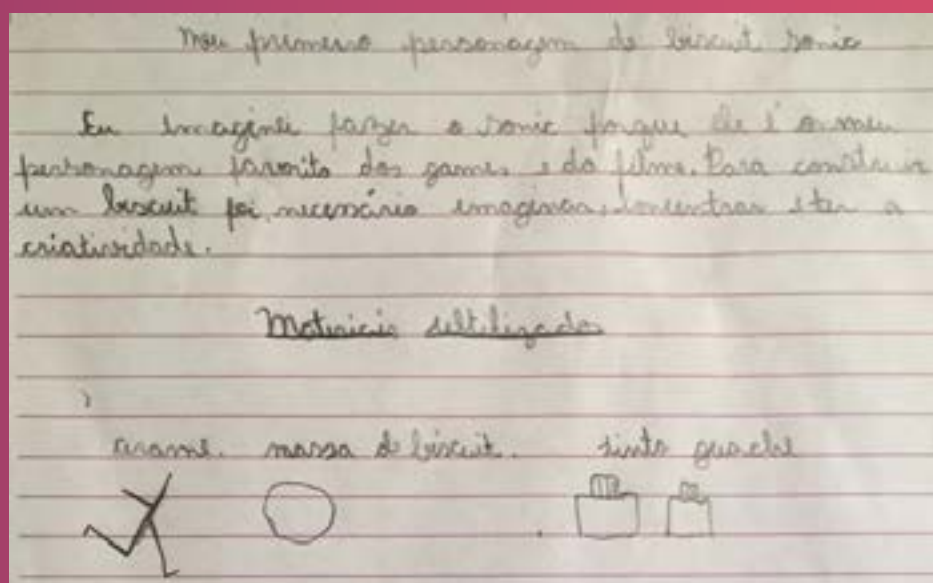 Meu primeiro personagem de biscuit sonic
Eu imaginei fazer o sonic porque ele é o meu
personagem favorito dos games e do filme. Para construir
um biscuit foi necessário imaginar, concentrar e ter a
criatividade.
Materiais
arame. massa de biscuit. tinta guache